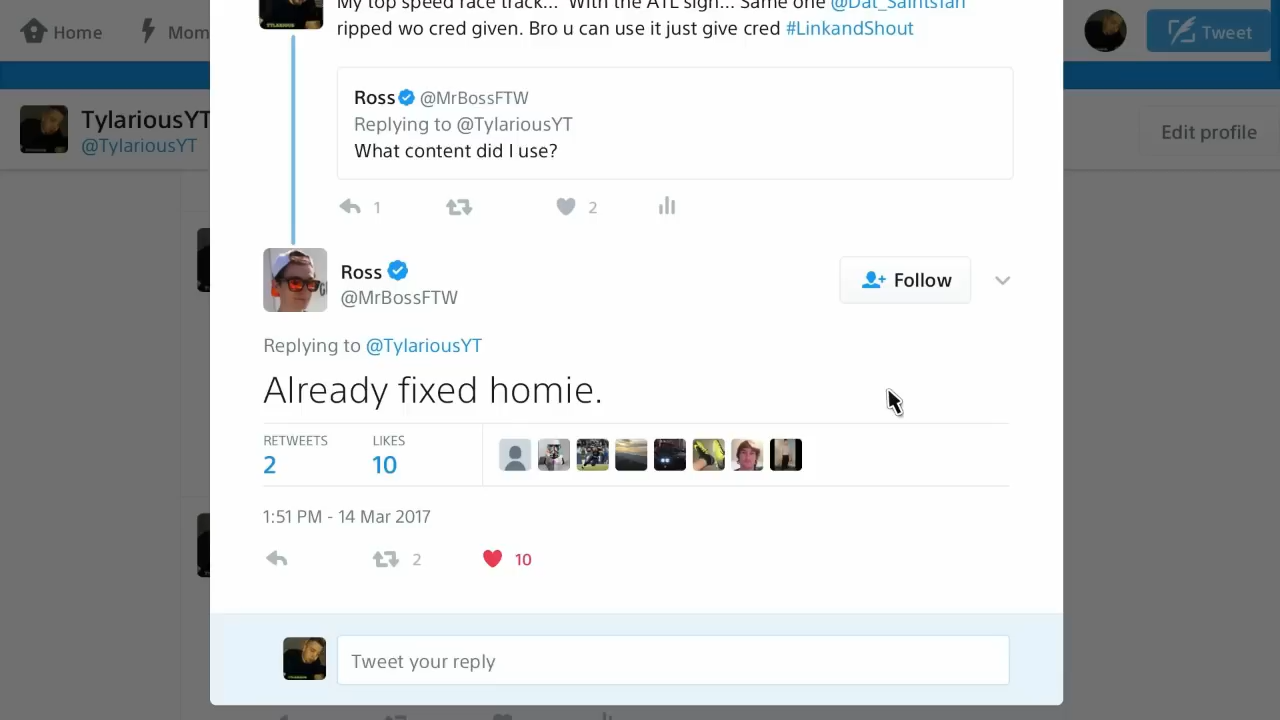 My top speed race track... With the ATL sign... Same one @Dat_Saintsfan
Home
Mom
ripped wo cred given. Bro u can use it just give cred #LinkandShout
Tweet
Ross @MrBossFTW
TylariousYT
Replying to @TylariousYT
Edit profile
@TylariousYT
What content did I use?
1
2
Ross
Follow
@MrBossFTW
Replying to @TylariousYT
Already fixed homie.
RETWEETS
LIKES
2
10
1:51 PM - 14 Mar 2017
2
10
Tweet your reply